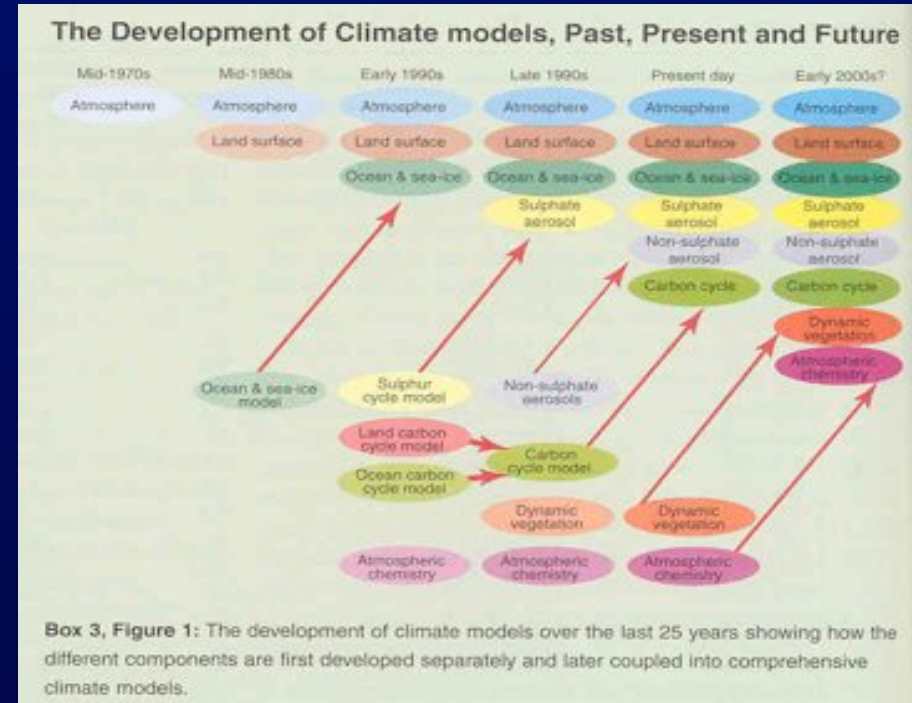 The Development of Climate models, Past, Present and Future
Mid-1970s Mid-1980s Early 1990s Late 1990s Present day Early 2000s?
Atmosphere Atmosphere Atmosphere Atmosphere Atmosphere Atmosphere
Land surface Land surface Land surface Land surface Land surface
Ocean & sea-ice Ocean & sea-ice Ocean & sea-ice Ocean & sea-ice
Sulphate Sulphate Sulphate
aerosol aerosol aerosol
Non-sulphate Non-sulphate
aerosol aerosol
Carbon cycle Carbon cycle
Dynamic
vegetation
Atmospheric
chemistry
Ocean & sea-ice Sulphur Non-sulphate
model cycle model aerosols
Land carbon
cycle model
Carbon
cycle model
Ocean carbon
cycle model
Dynamic Dynamic
vegetation vegetation
Atmospheric Atmospheric Atmospheric
chemistry chemistry chemistry
Box 3, Figure 1: The development of climate models over the last 25 years showing how the
different components are first developed separately and later coupled into comprehensive
climate models.